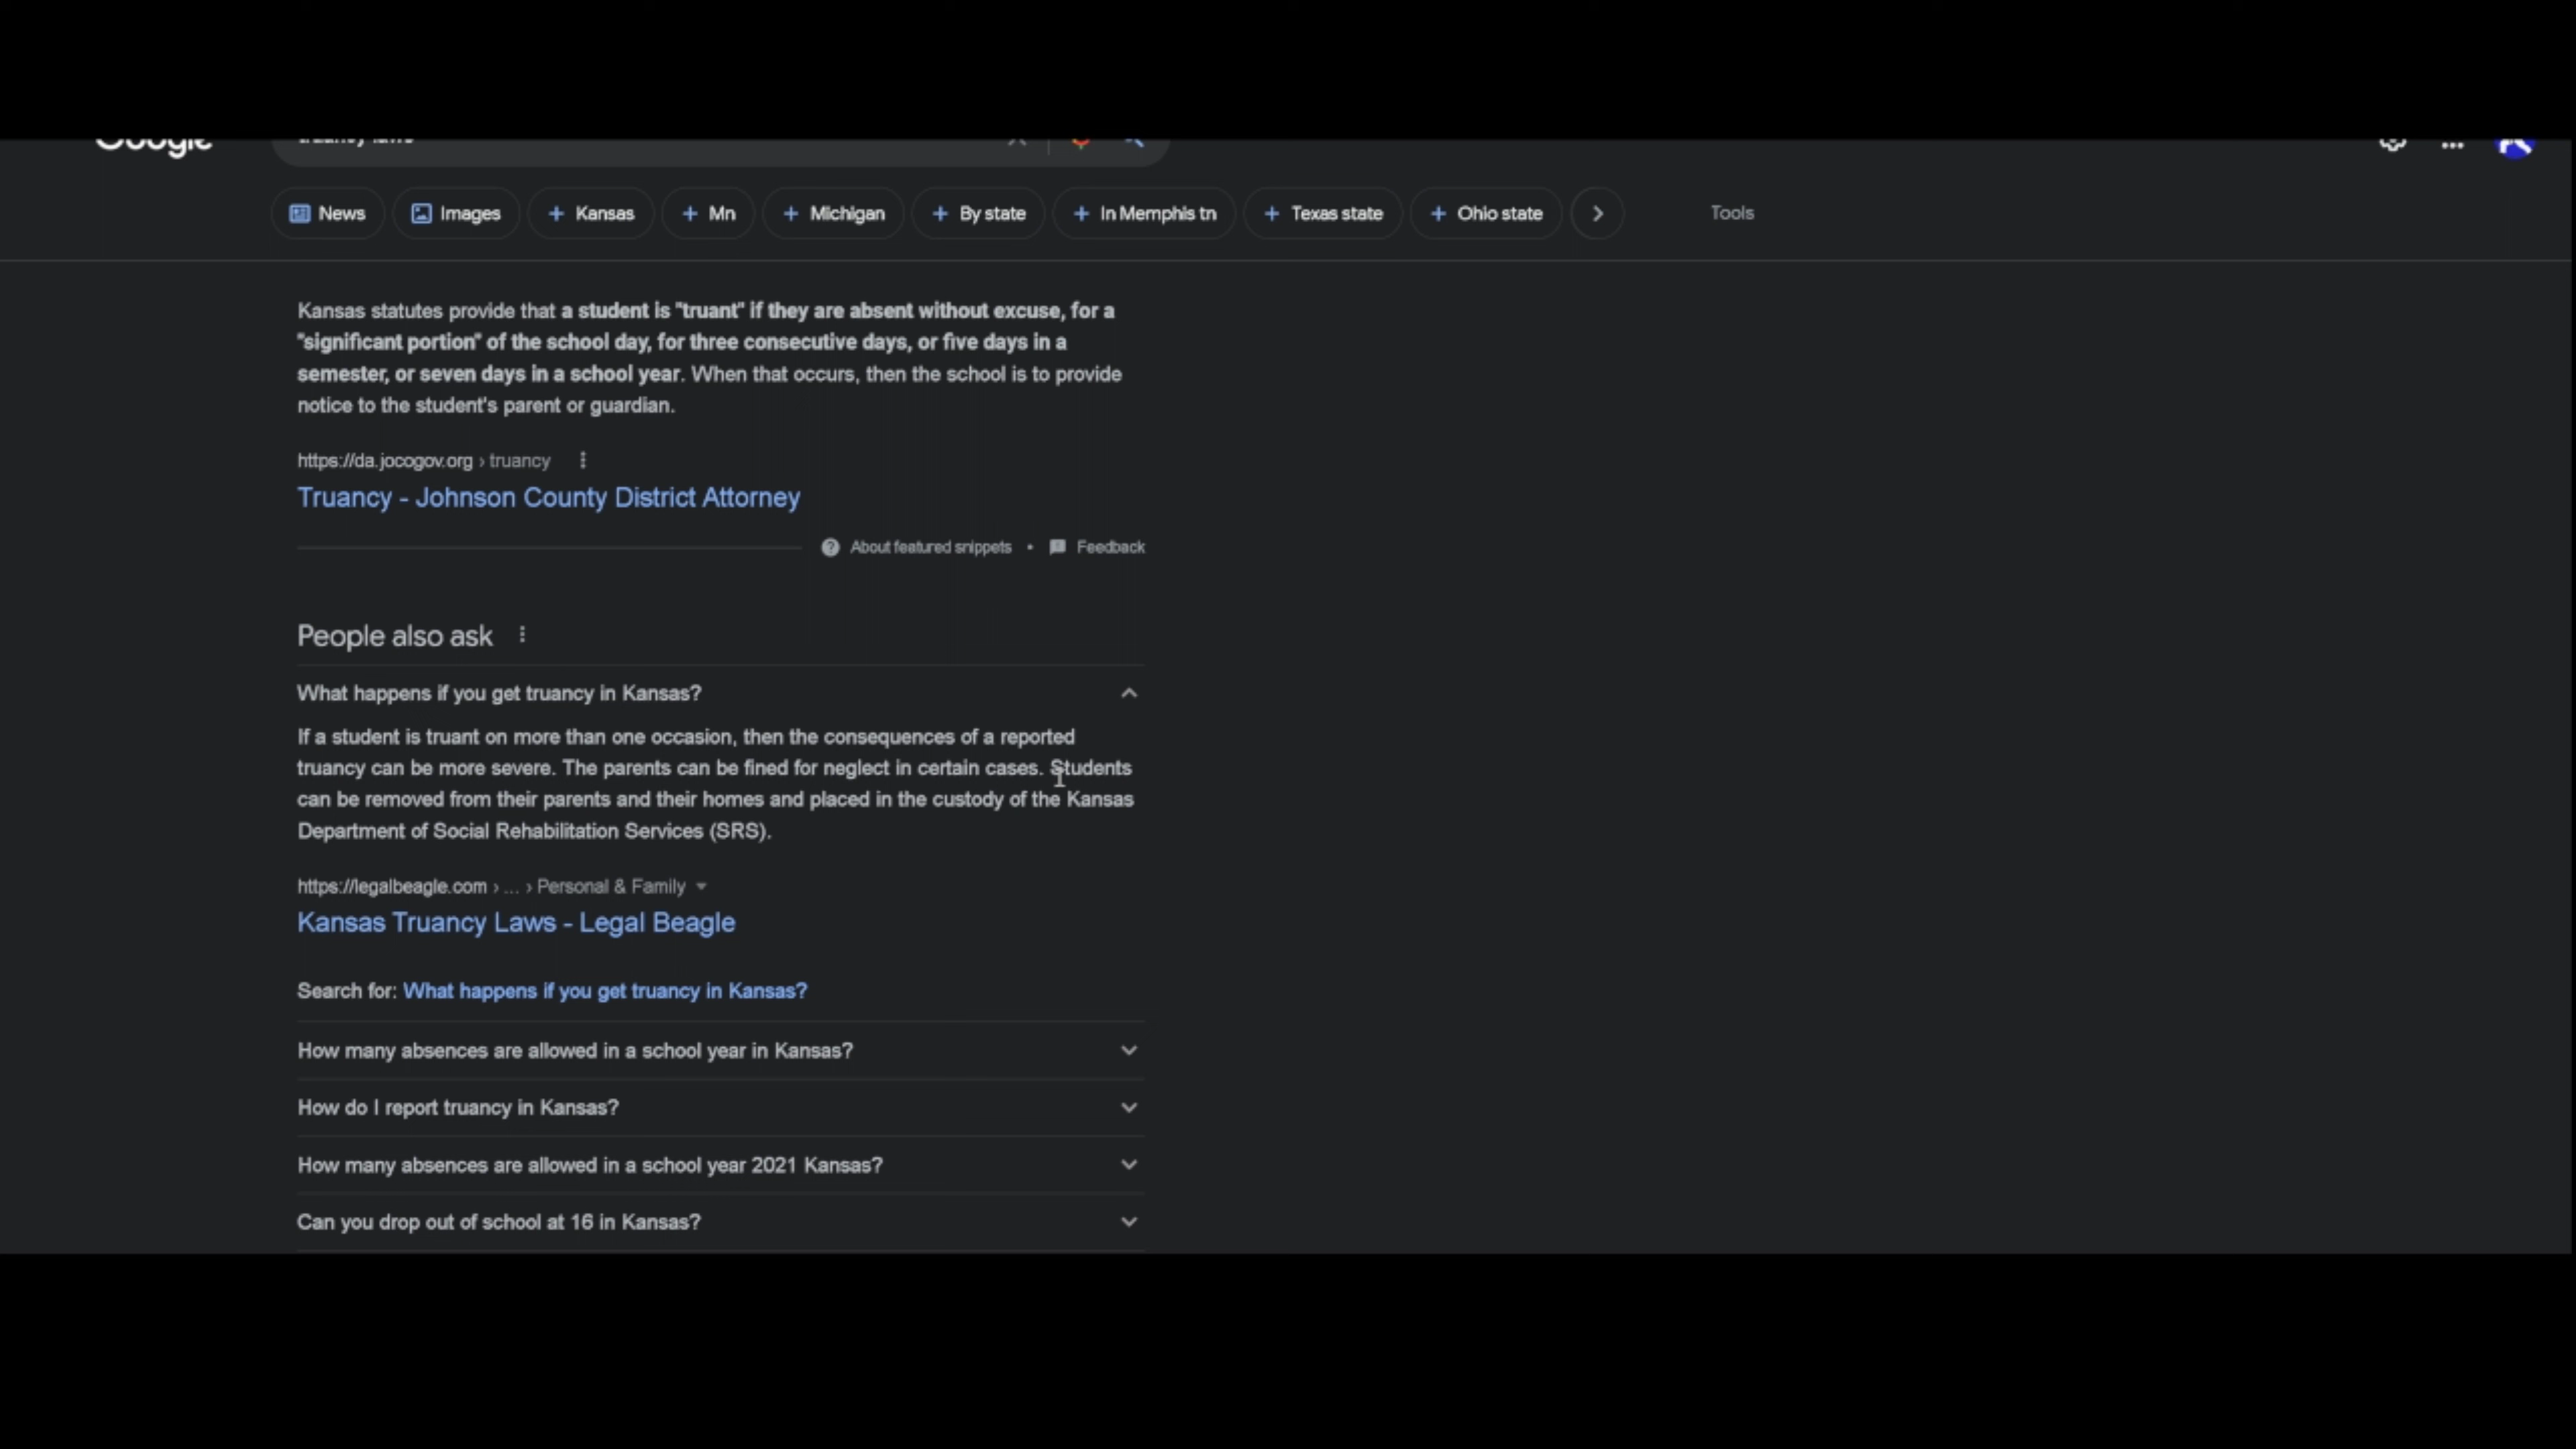 Google
truancy laws
News Images Kansas Mn Michigan By state In Memphis tn Texas state Ohio state Tools
Kansas statutes provide that a student is "truant" if they are absent without excuse, for a
"significant portion" of the school day, for three consecutive days, or five days in a
semester, or seven days in a school year. When that occurs, then the school is to provide
notice to the student's parent or guardian.
https://da.jocogov.org › truancy
Truancy - Johnson County District Attorney
About featured snippets • Feedback
People also ask
What happens if you get truancy in Kansas?
If a student is truant on more than one occasion, then the consequences of a reported
truancy can be more severe. The parents can be fined for neglect in certain cases. Students
can be removed from their parents and their homes and placed in the custody of the Kansas
Department of Social Rehabilitation Services (SRS).
https://legalbeagle.com › ... › Personal & Family
Kansas Truancy Laws - Legal Beagle
Search for: What happens if you get truancy in Kansas?
How many absences are allowed in a school year in Kansas?
How do I report truancy in Kansas?
How many absences are allowed in a school year 2021 Kansas?
Can you drop out of school at 16 in Kansas?